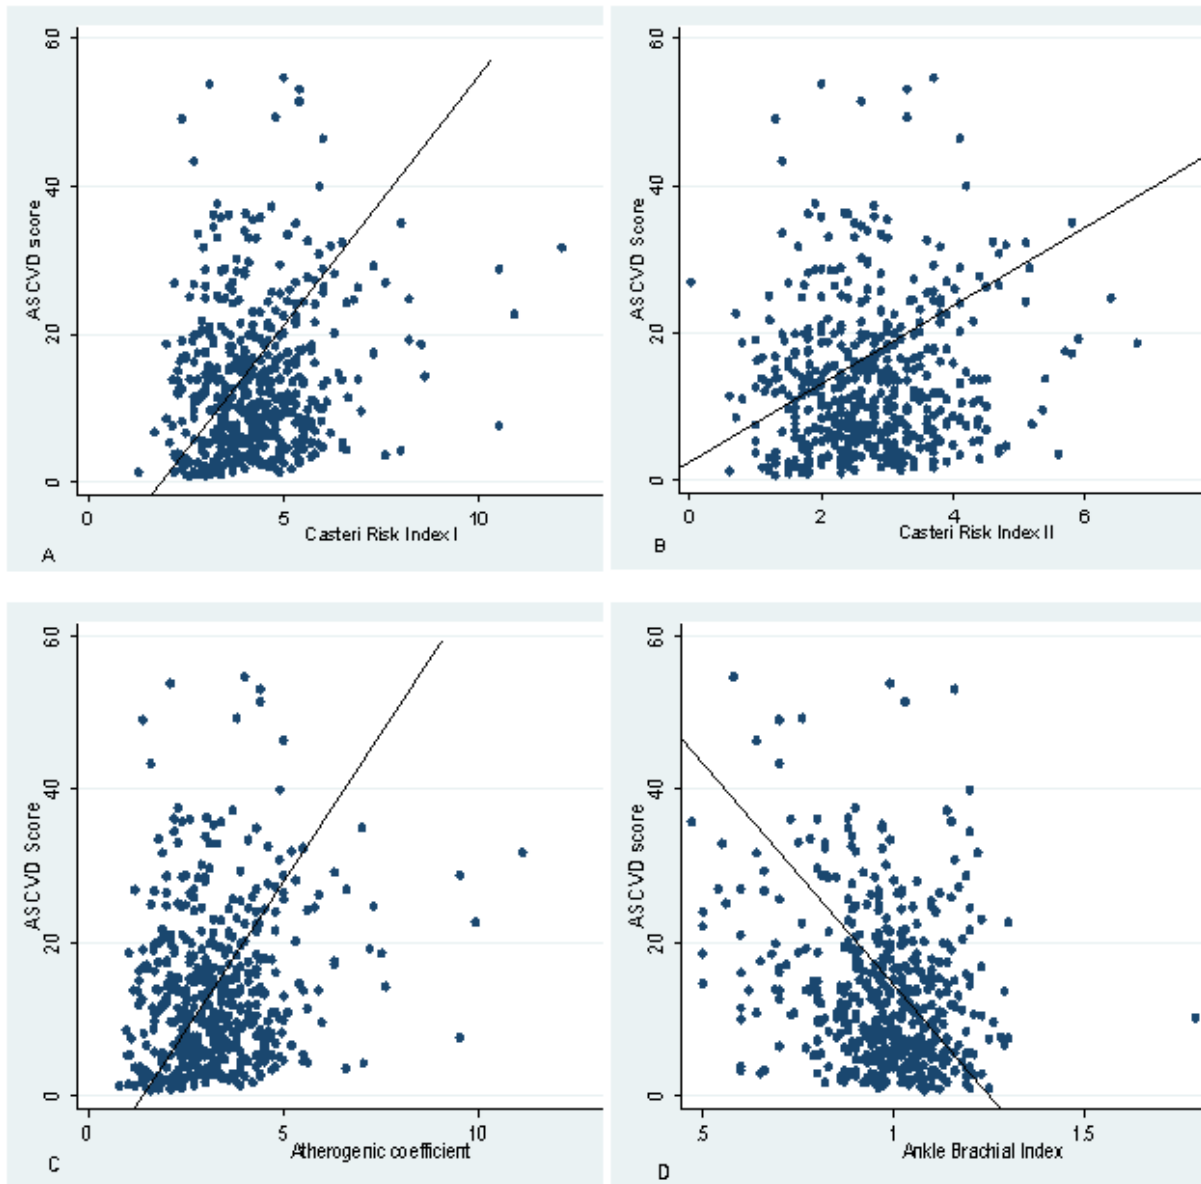 60
40
20
0
ASCVD score
0
5
10
Casteri Risk Index I
A
60
40
20
0
ASCVD Score
0
2
4
6
Casteri Risk Index II
B
60
40
20
0
ASCVD Score
0
5
10
Atherogenic coefficient
C
60
40
20
0
ASCVD score
.5
1
1.5
Ankle Brachial Index
D